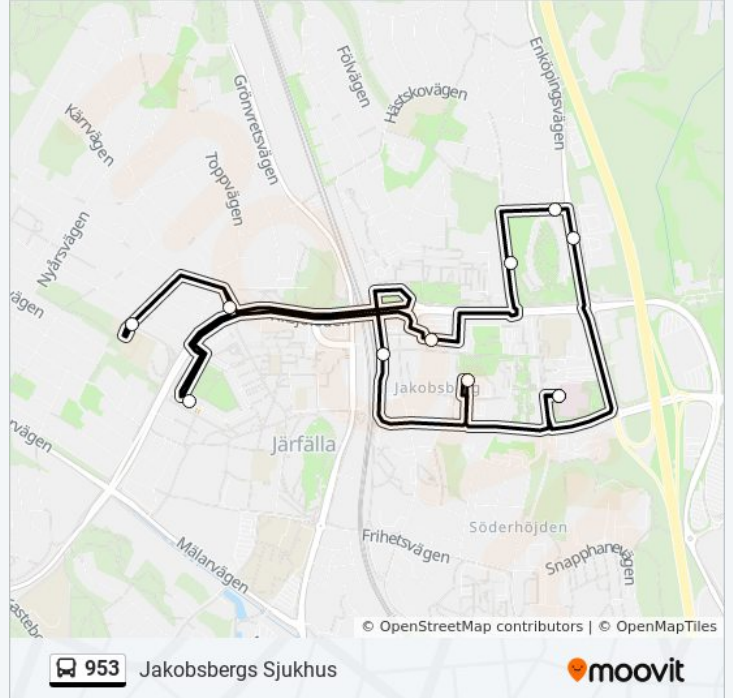 Enköpingsvägen
Fölvägen
Hästskovägen
Grönvretsvägen
Kärrvägen
Toppvägen
Nyårsvägen
Jakobsberg
Järfälla
Söderhöjden
Frihetsvägen
Snapphanevägen
Mälarvägen
© OpenStreetMap contributors | © OpenMapTiles
953 Jakobsbergs Sjukhus
moovit